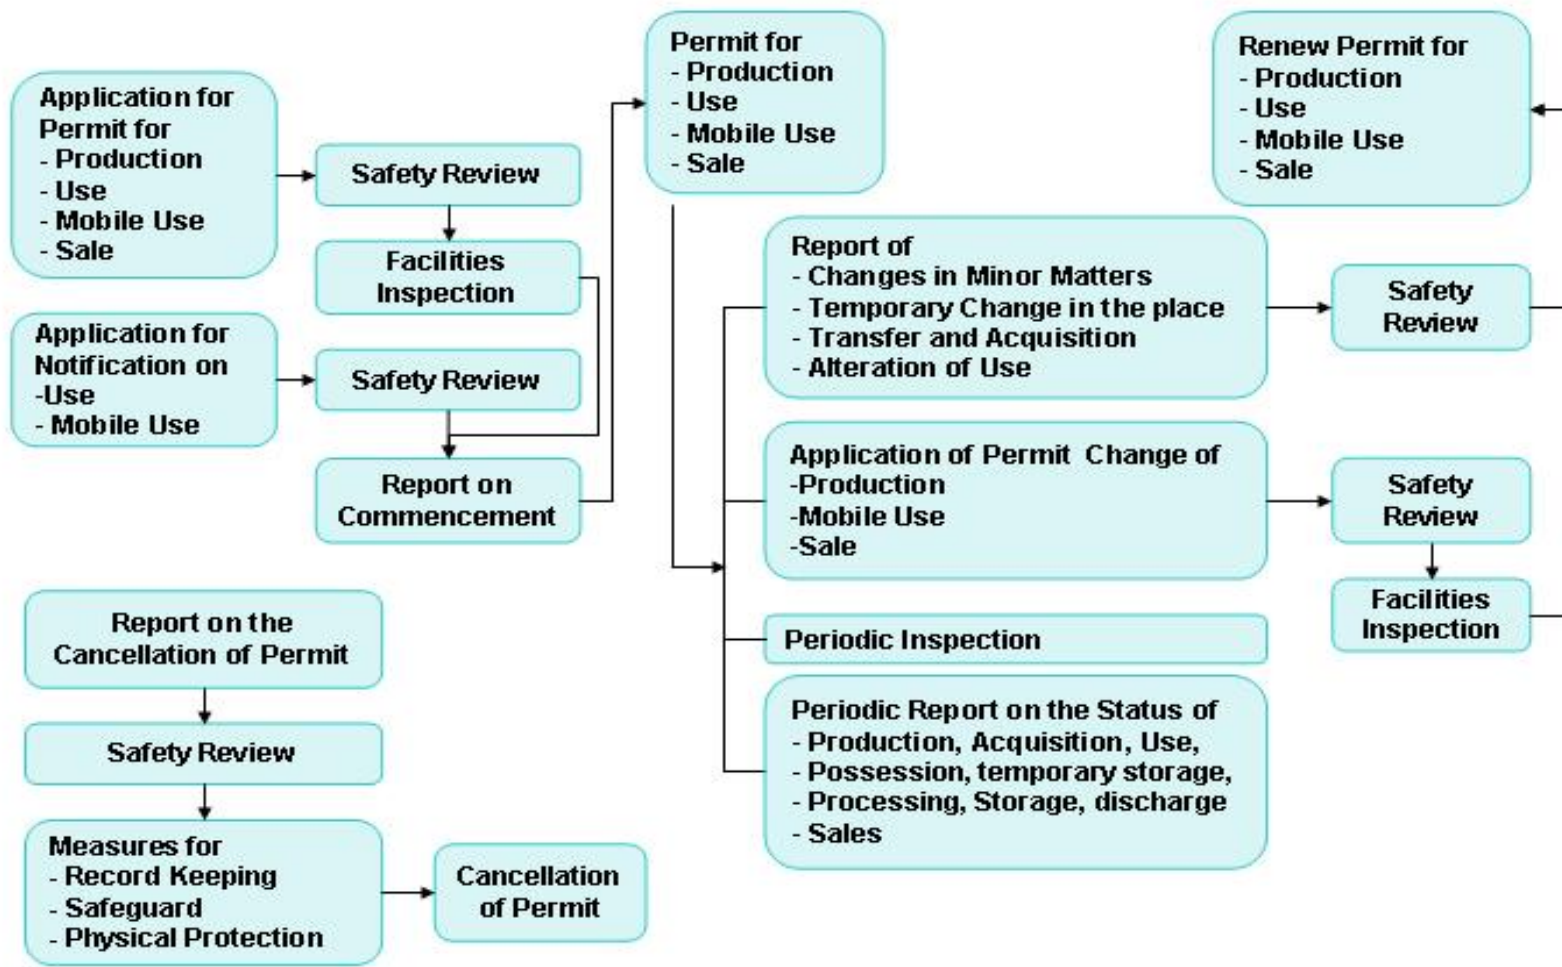 Application for
Permit for
- Production
- Use
- Mobile Use
- Sale
Safety Review
Facilities
Inspection
Application for
Notification on
-Use
- Mobile Use
Safety Review
Report on
Commencement
Permit for
- Production
- Use
- Mobile Use
- Sale
Renew Permit for
- Production
- Use
- Mobile Use
- Sale
Report of
- Changes in Minor Matters
- Temporary Change in the place
- Transfer and Acquisition
- Alteration of Use
Safety
Review
Application of Permit  Change of
-Production
-Mobile Use
-Sale
Safety
Review
Facilities
Inspection
Periodic Inspection
Periodic Report on the Status of
- Production, Acquisition, Use,
- Possession, temporary storage,
- Processing, Storage, discharge
- Sales
Report on the
Cancellation of Permit
Safety Review
Measures for
- Record Keeping
- Safeguard
- Physical Protection
Cancellation
of Permit